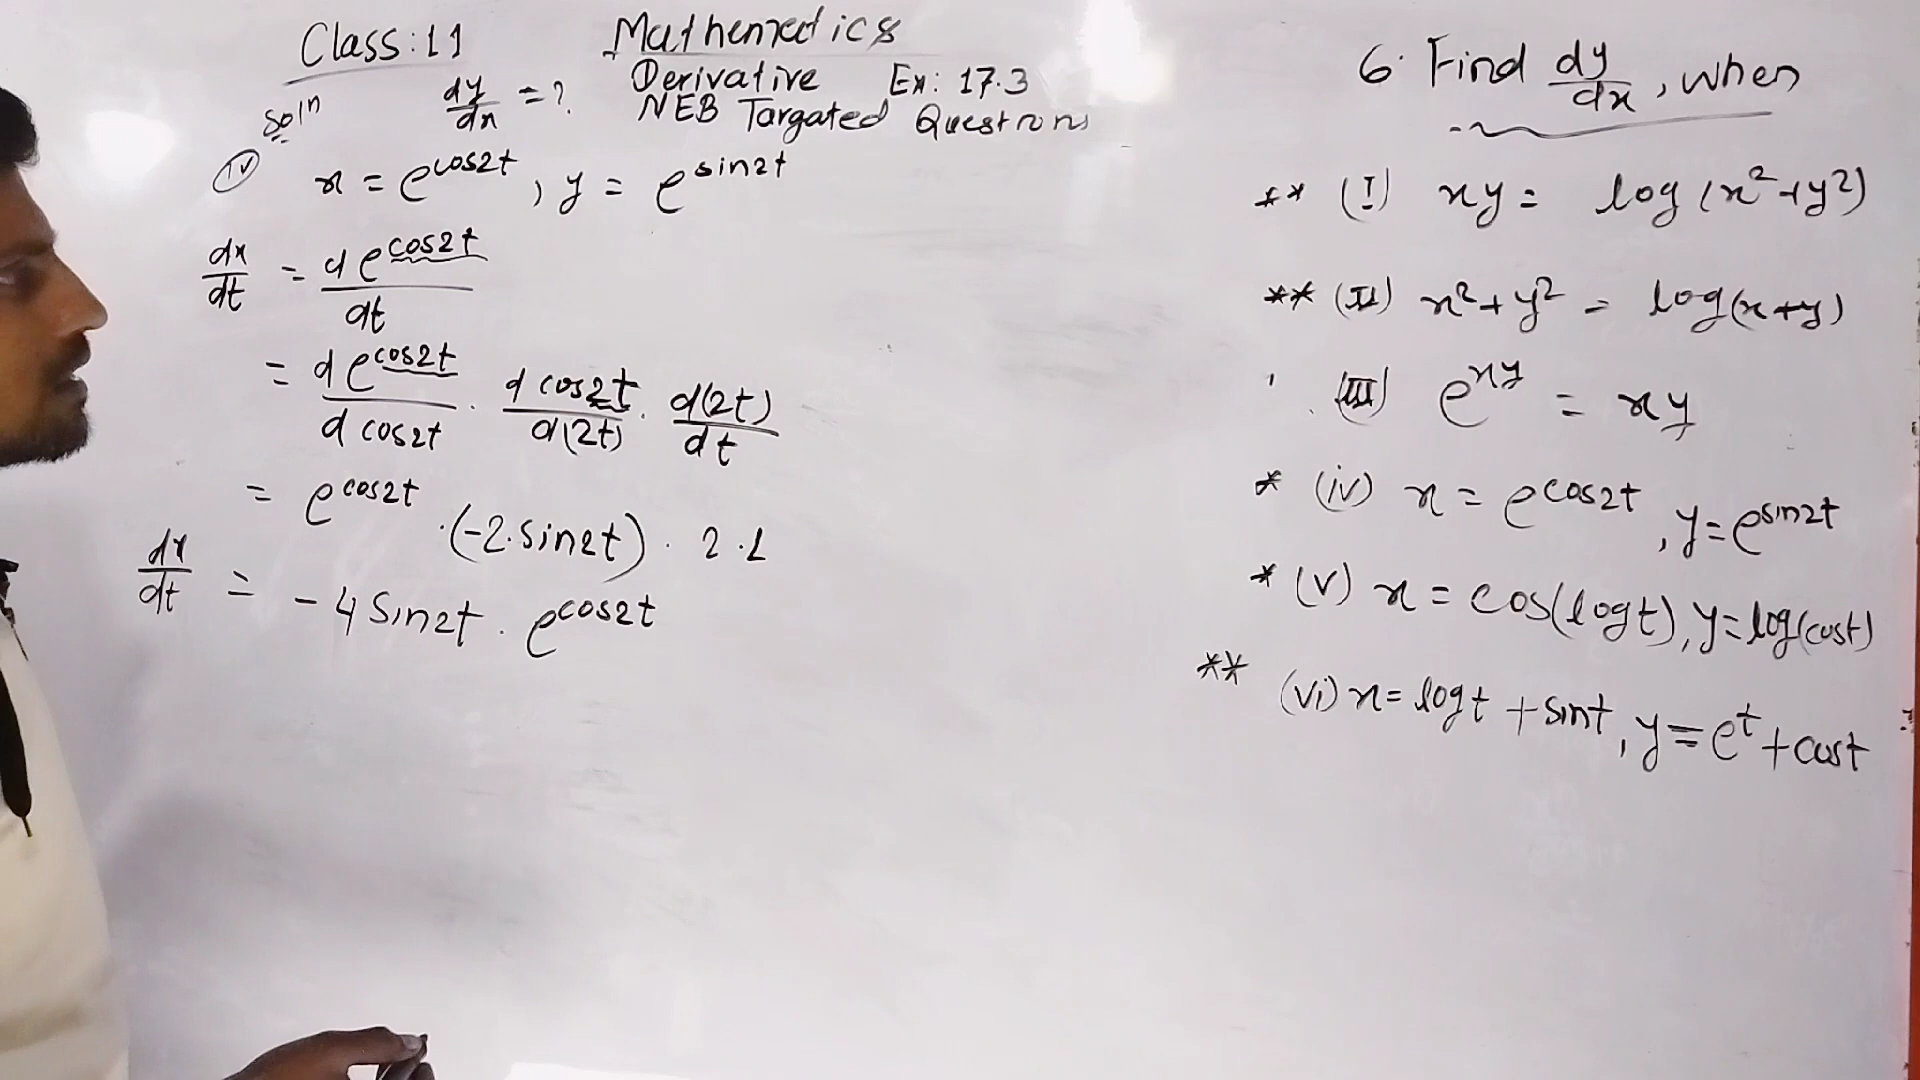 Class: 11
Mathematics
dy/dx = ?
Derivative Ex: 17.3
NEB Targated Questions
Soln
(iv) x = e^cos2t, y = e^sin2t
dx/dt = d e^cos2t / dt
= d e^cos2t / d cos2t . d cos2t / d(2t) . d(2t) / dt
= e^cos2t . (-2.sin2t) . 2.1
dx/dt = - 4 Sin2t . e^cos2t
6. Find dy/dx, when
** (I) xy = log (x²+y²)
** (II) x² + y² = log(x+y)
(III) e^xy = xy
* (iv) x = e^cos2t, y = e^sin2t
* (v) x = cos(logt), y = log(cost)
** (vi) x = logt + sint, y = e^t + cost